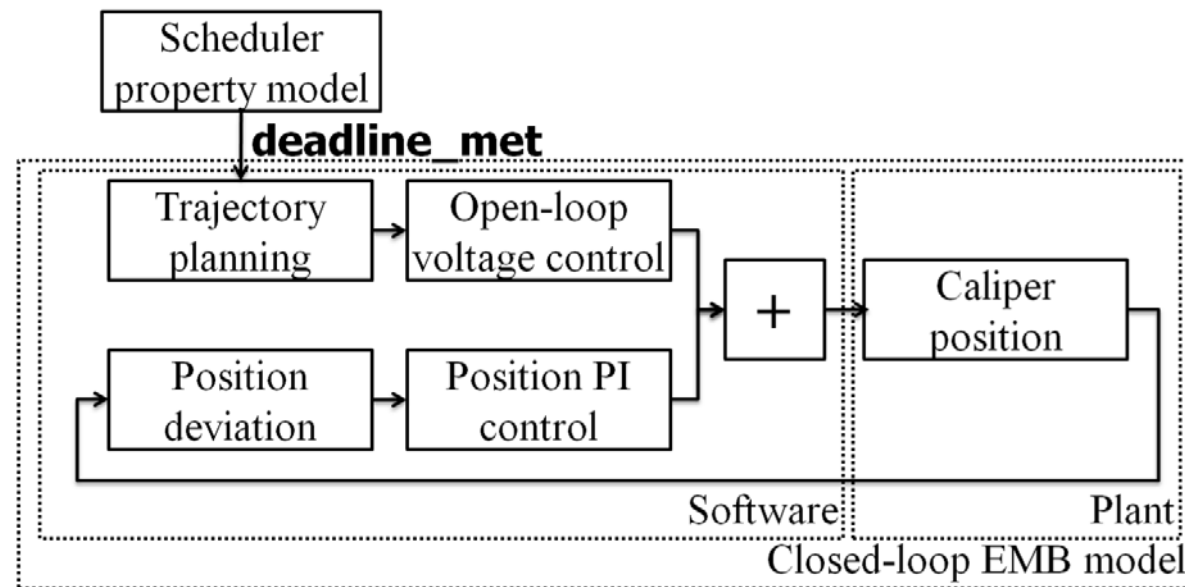 Scheduler
property model
deadline_met
Trajectory
planning
Open-loop
voltage control
+
Caliper
position
Position
deviation
Position PI
control
Software
Plant
Closed-loop EMB model